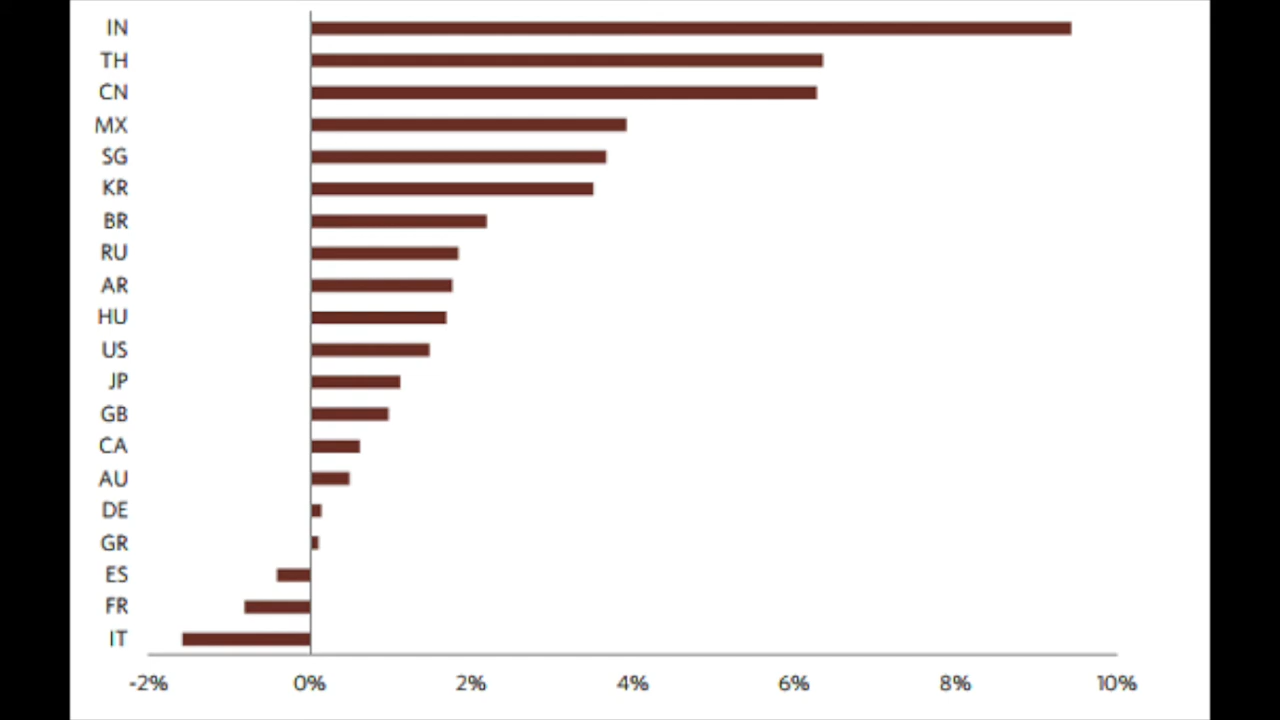 IN
TH
CN
MX
SG
KR
BR
RU
AR
HU
US
JP
GB
CA
AU
DE
GR
ES
FR
IT
-2% 0% 2% 4% 6% 8% 10%